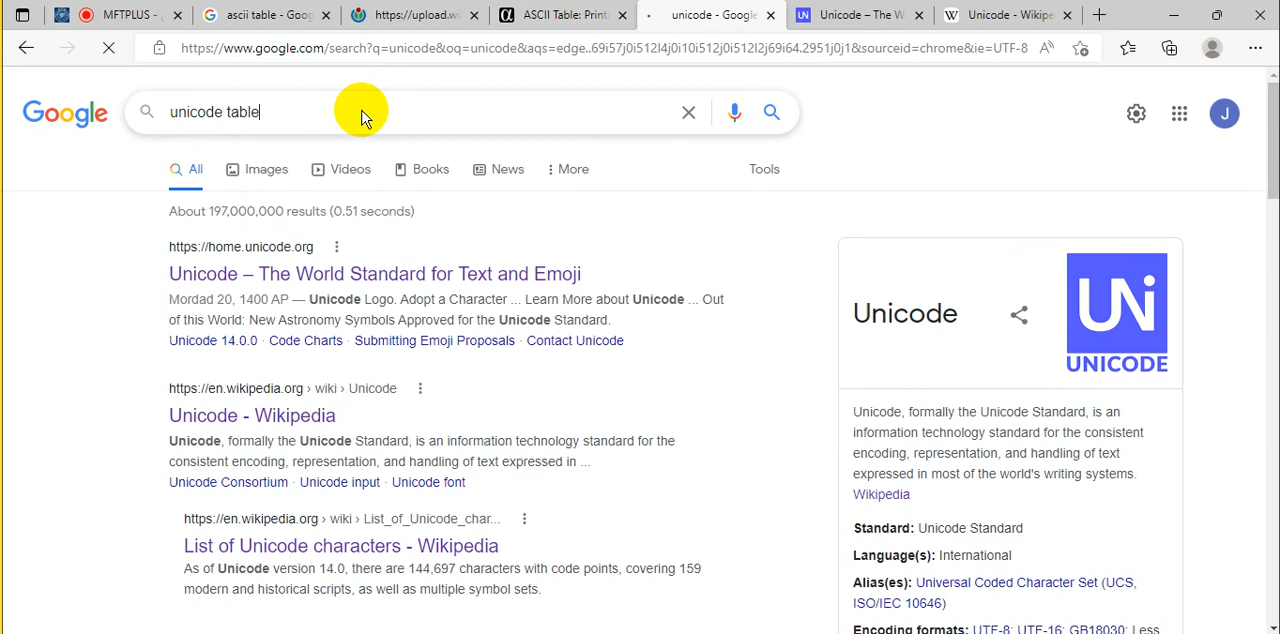 MFTPLUS -
ascii table - Goog
https://upload.wi
ASCII Table: Print
unicode - Google
Unicode – The W
Unicode - Wikipe
https://www.google.com/search?q=unicode&oq=unicode&aqs=edge..69i57j0i512l4j0i10i512j0i512l2j69i64.2951j0j1&sourceid=chrome&ie=UTF-8
Google
unicode table
J
All
Images
Videos
Books
News
More
Tools
About 197,000,000 results (0.51 seconds)
https://home.unicode.org
Unicode – The World Standard for Text and Emoji
Mordad 20, 1400 AP — Unicode Logo. Adopt a Character ... Learn More about Unicode ... Out
of this World: New Astronomy Symbols Approved for the Unicode Standard.
Unicode 14.0.0 · Code Charts · Submitting Emoji Proposals · Contact Unicode
https://en.wikipedia.org › wiki › Unicode
Unicode - Wikipedia
Unicode, formally the Unicode Standard, is an information technology standard for the
consistent encoding, representation, and handling of text expressed in ...
Unicode Consortium · Unicode input · Unicode font
https://en.wikipedia.org › wiki › List_of_Unicode_char...
List of Unicode characters - Wikipedia
As of Unicode version 14.0, there are 144,697 characters with code points, covering 159
modern and historical scripts, as well as multiple symbol sets.
Unicode
UNi
UNICODE
Unicode, formally the Unicode Standard, is an
information technology standard for the consistent
encoding, representation, and handling of text
expressed in most of the world's writing systems.
Wikipedia
Standard: Unicode Standard
Language(s): International
Alias(es): Universal Coded Character Set (UCS,
ISO/IEC 10646)
Encoding formats: UTF-8; UTF-16; GB18030; Less